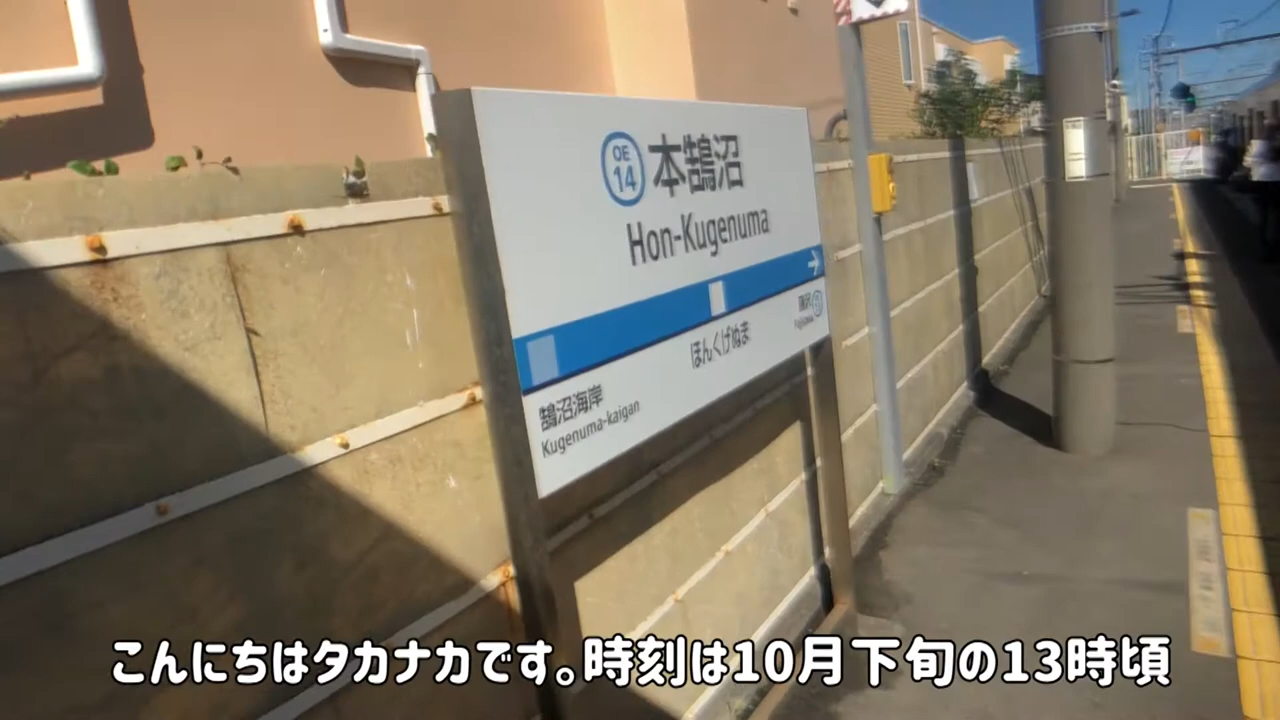 OE
14
本鵠沼
Hon-Kugenuma
ほんくげぬま
藤沢
Fujisawa
鵠沼海岸
Kugenuma-kaigan
こんにちはタカナカです。時刻は10月下旬の13時頃